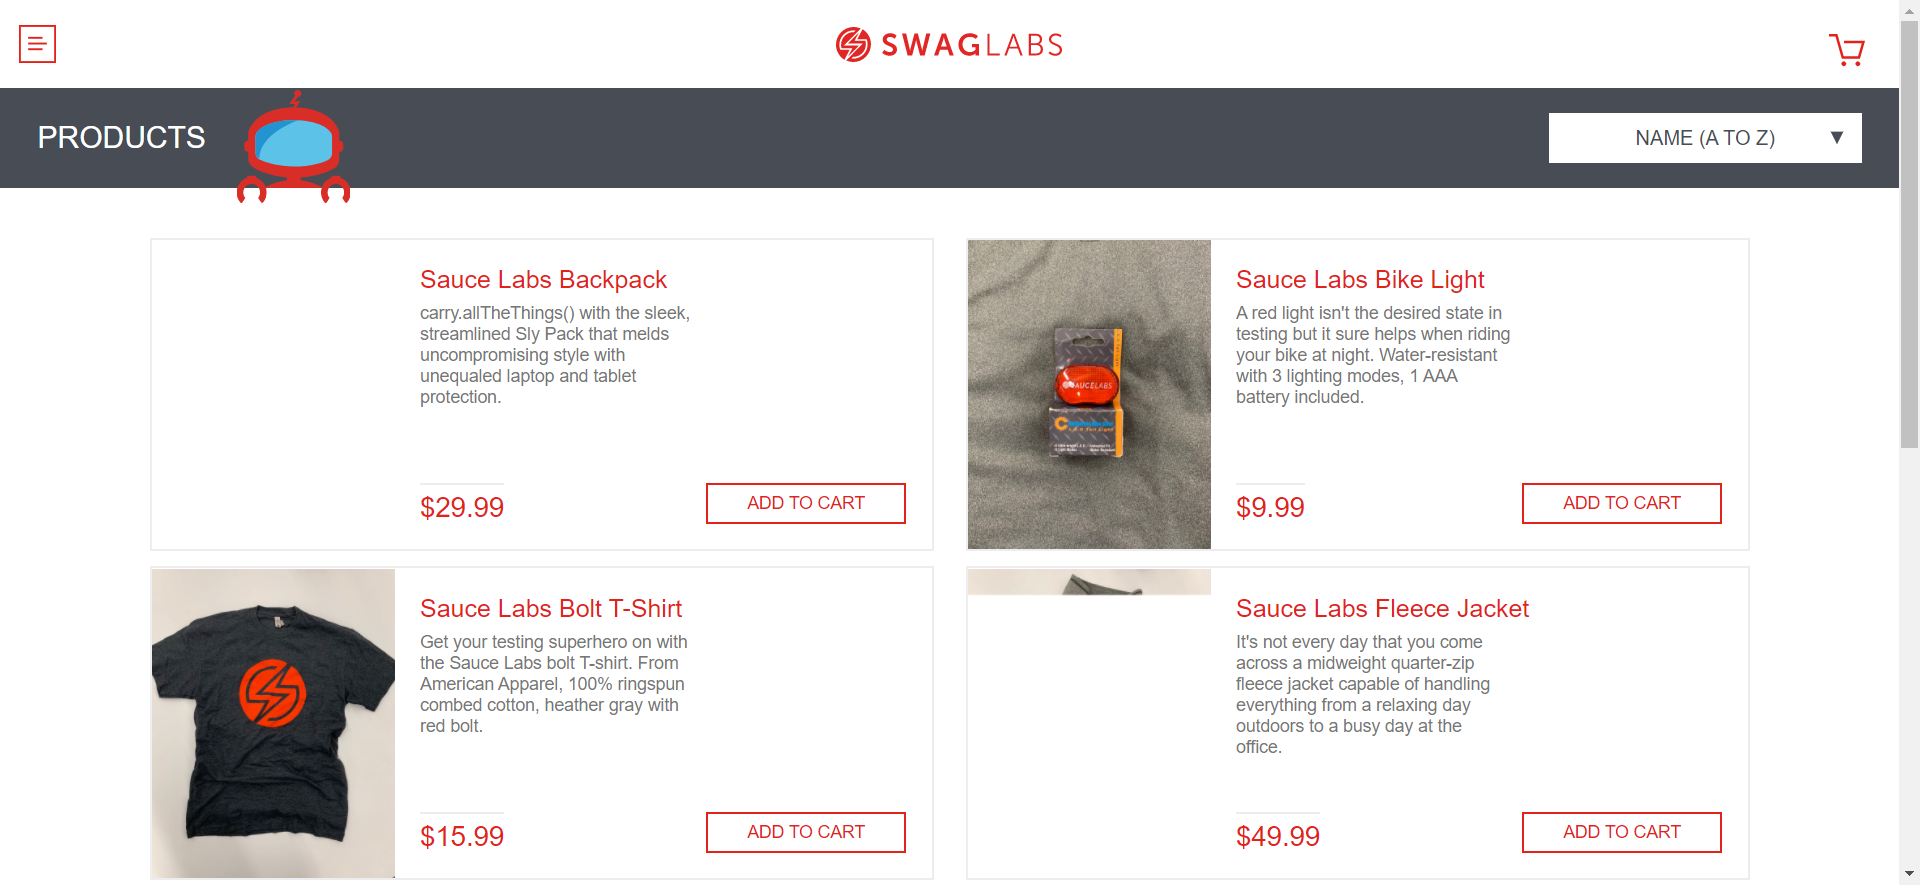 SWAGLABS
PRODUCTS
NAME (A TO Z)
Sauce Labs Backpack
carry.allTheThings() with the sleek,
streamlined Sly Pack that melds
uncompromising style with
unequaled laptop and tablet
protection.
$29.99
ADD TO CART
SAUCELABS
Sauce Labs Bike Light
A red light isn't the desired state in
testing but it sure helps when riding
your bike at night. Water-resistant
with 3 lighting modes, 1 AAA
battery included.
$9.99
ADD TO CART
Sauce Labs Bolt T-Shirt
Get your testing superhero on with
the Sauce Labs bolt T-shirt. From
American Apparel, 100% ringspun
combed cotton, heather gray with
red bolt.
$15.99
ADD TO CART
Sauce Labs Fleece Jacket
It's not every day that you come
across a midweight quarter-zip
fleece jacket capable of handling
everything from a relaxing day
outdoors to a busy day at the
office.
$49.99
ADD TO CART